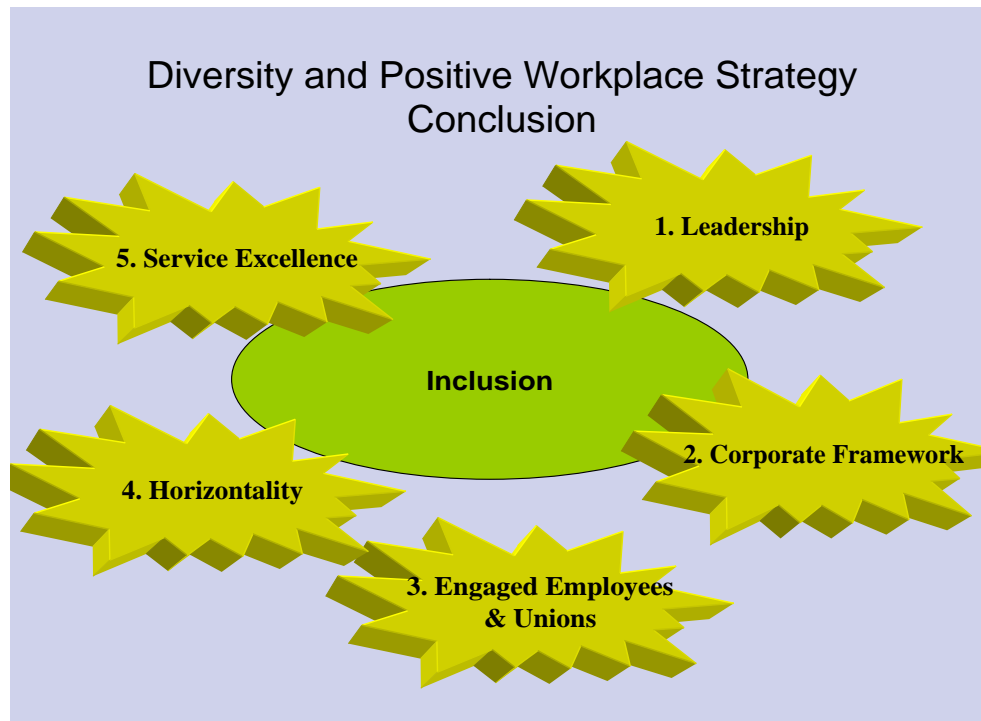 Diversity and Positive Workplace Strategy
Conclusion
1. Leadership
5. Service Excellence
Inclusion
2. Corporate Framework
4. Horizontality
3. Engaged Employees
& Unions